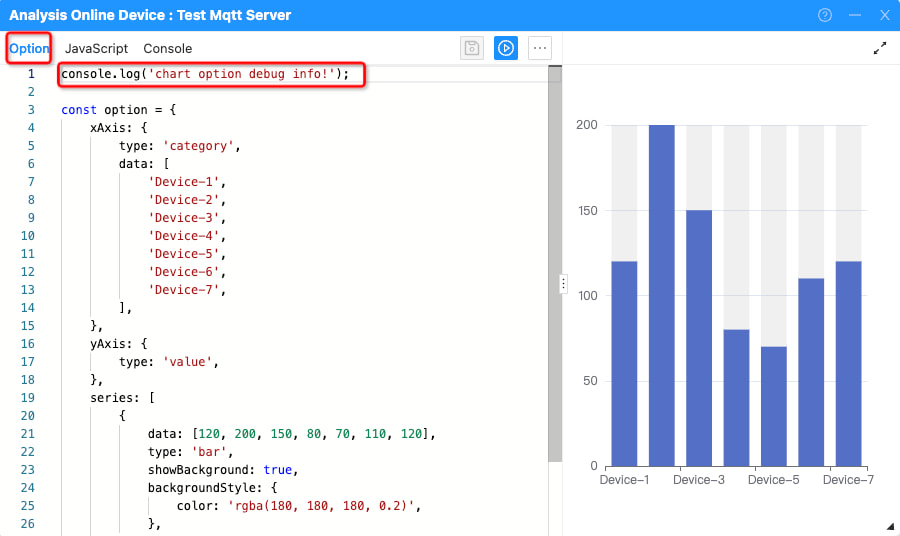 Analysis Online Device : Test Mqtt Server
Option JavaScript Console
1 console.log('chart option debug info!');
2
3 const option = {
4 xAxis: {
5 type: 'category',
6 data: [
7 'Device-1',
8 'Device-2',
9 'Device-3',
10 'Device-4',
11 'Device-5',
12 'Device-6',
13 'Device-7',
14 ],
15 },
16 yAxis: {
17 type: 'value',
18 },
19 series: [
20 {
21 data: [120, 200, 150, 80, 70, 110, 120],
22 type: 'bar',
23 showBackground: true,
24 backgroundStyle: {
25 color: 'rgba(180, 180, 180, 0.2)',
26 },
200
150
100
50
0
Device-1 Device-3 Device-5 Device-7